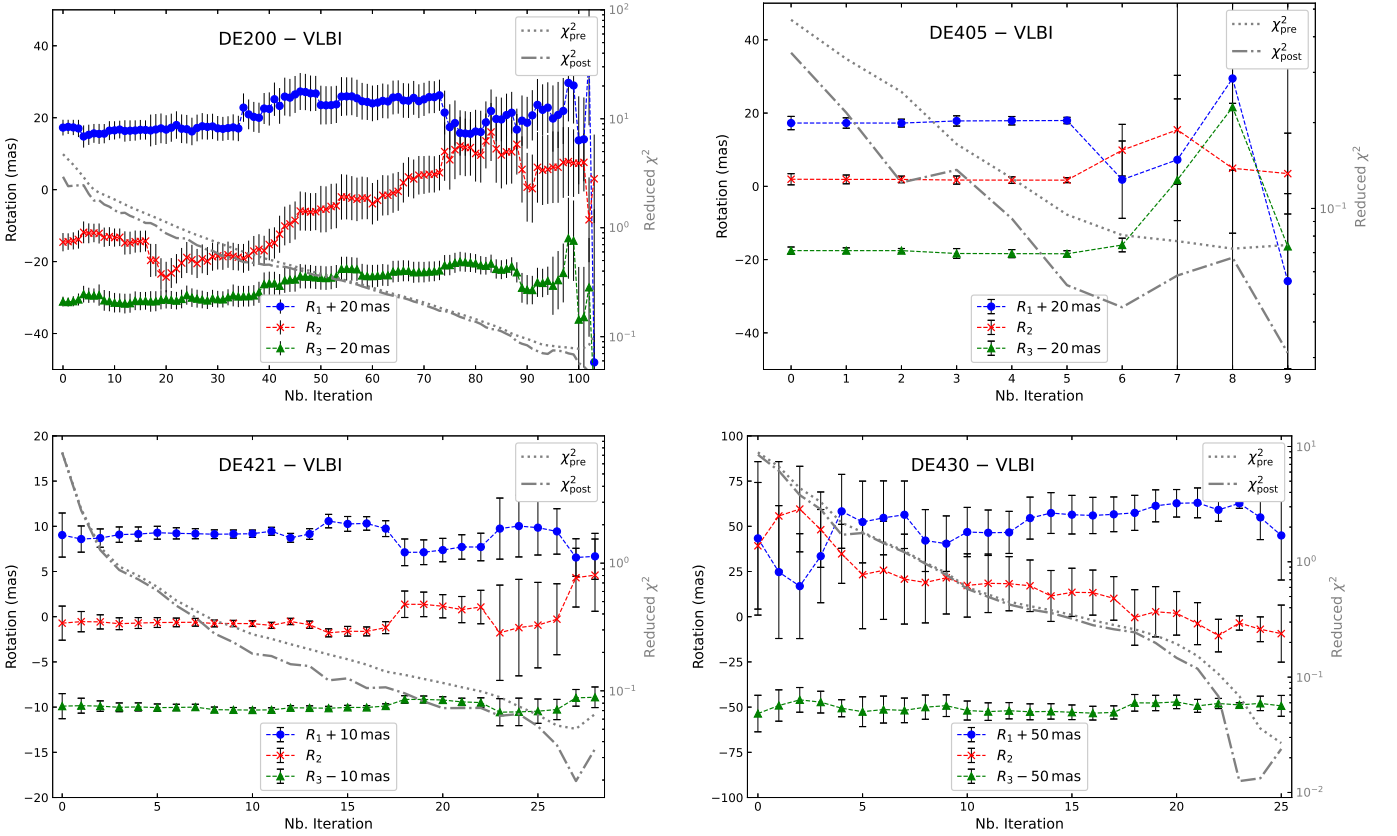 DE200 − VLBI
χ²pre
χ²post
Rotation (mas)
40
20
0
−20
−40
10²
10¹
10⁰
10⁻¹
Reduced χ²
R₁ + 20 mas
R₂
R₃ − 20 mas
0 10 20 30 40 50 60 70 80 90 100
Nb. Iteration
DE405 − VLBI
χ²pre
χ²post
Rotation (mas)
40
20
0
−20
−40
10⁻¹
Reduced χ²
R₁ + 20 mas
R₂
R₃ − 20 mas
0 1 2 3 4 5 6 7 8 9
Nb. Iteration
DE421 − VLBI
χ²pre
χ²post
Rotation (mas)
20
15
10
5
0
−5
−10
−15
−20
10⁰
10⁻¹
Reduced χ²
R₁ + 10 mas
R₂
R₃ − 10 mas
0 5 10 15 20 25
Nb. Iteration
DE430 − VLBI
χ²pre
χ²post
Rotation (mas)
100
75
50
25
0
−25
−50
−75
−100
10¹
10⁰
10⁻¹
10⁻²
Reduced χ²
R₁ + 50 mas
R₂
R₃ − 50 mas
0 5 10 15 20 25
Nb. Iteration